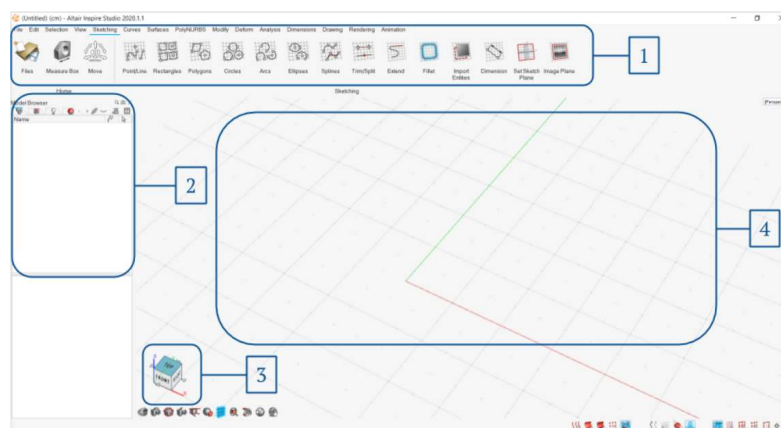 (Untitled) (cm) - Altair Inspire Studio 2020.1.1
File Edit Selection View Sketching Curves Surfaces PolyNURBS Modify Deform Analysis Dimensions Drawing Rendering Animation
Files Measure Box Move Point/Line Rectangles Polygons Circles Arcs Ellipses Splines Trim/Split Extend Fillet Import Entities Dimension Set Sketch Plane Image Plane
1
Home Sketching
Model Browser
Name
2
4
TOP
FRONT
3